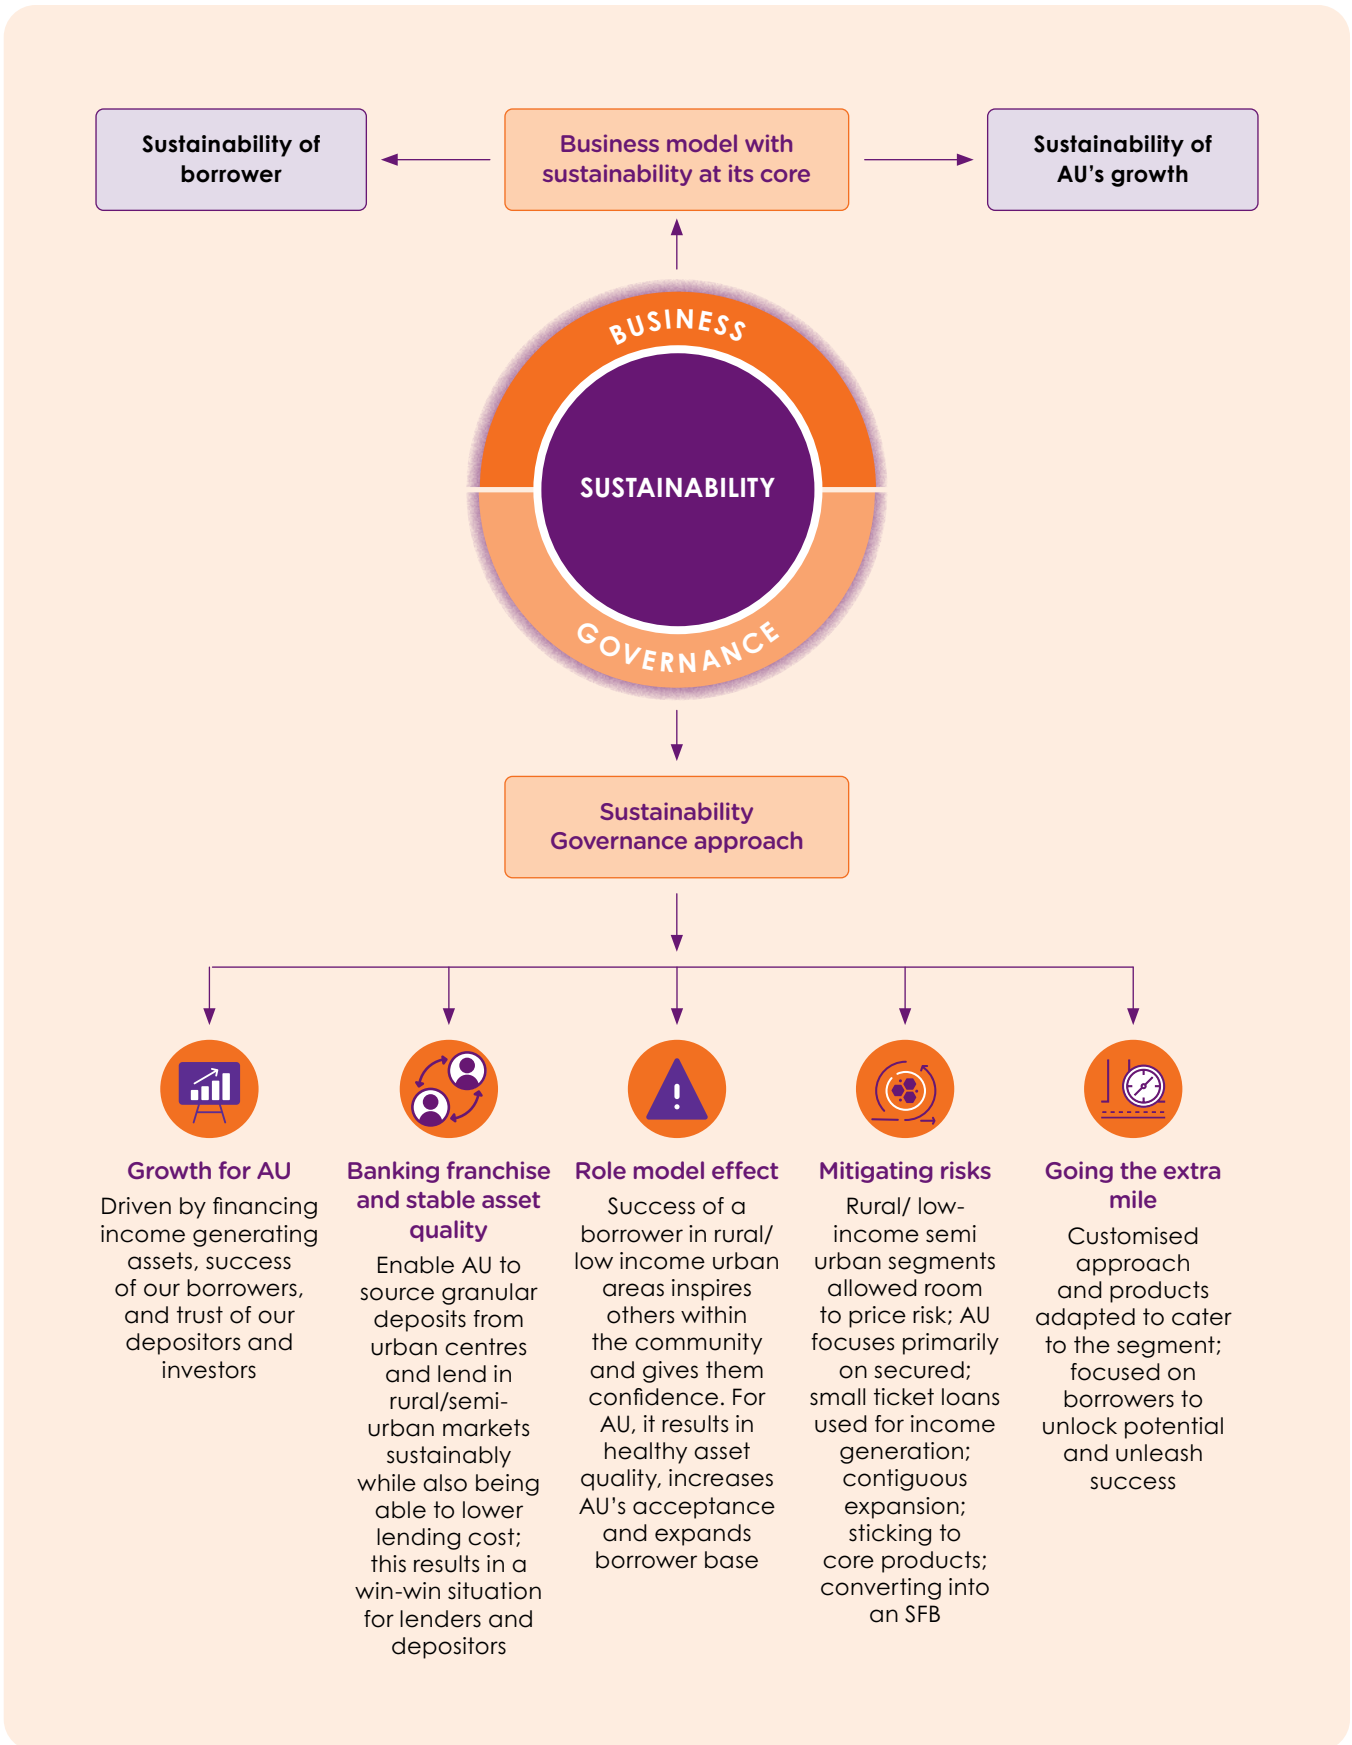 Sustainability of
borrower
Business model with
sustainability at its core
Sustainability of
AU's growth
BUSINESS
SUSTAINABILITY
GOVERNANCE
Sustainability
Governance approach
Growth for AU
Driven by financing
income generating
assets, success
of our borrowers,
and trust of our
depositors and
investors
Banking franchise
and stable asset
quality
Enable AU to
source granular
deposits from
urban centres
and lend in
rural/semi-
urban markets
sustainably
while also being
able to lower
lending cost;
this results in a
win-win situation
for lenders and
depositors
Role model effect
Success of a
borrower in rural/
low income urban
areas inspires
others within
the community
and gives them
confidence. For
AU, it results in
healthy asset
quality, increases
AU's acceptance
and expands
borrower base
Mitigating risks
Rural/ low-
income semi
urban segments
allowed room
to price risk; AU
focuses primarily
on secured;
small ticket loans
used for income
generation;
contiguous
expansion;
sticking to
core products;
converting into
an SFB
Going the extra
mile
Customised
approach
and products
adapted to cater
to the segment;
focused on
borrowers to
unlock potential
and unleash
success